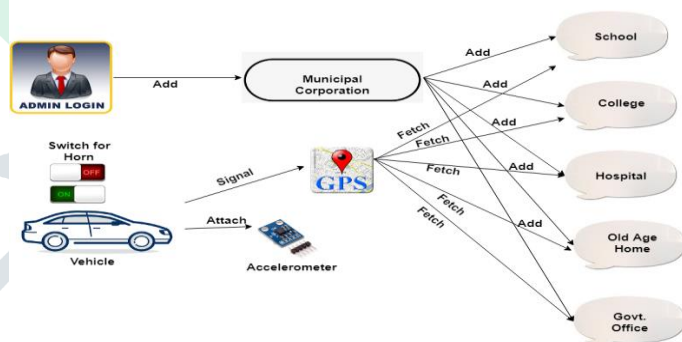 ADMIN LOGIN
Add
Municipal
Corporation
Add
Add
Add
Add
Add
School
College
Hospital
Old Age
Home
Govt.
Office
Switch for
Horn
OFF
ON
Vehicle
Signal
Attach
Accelerometer
GPS
Fetch
Fetch
Fetch
Fetch
Fetch